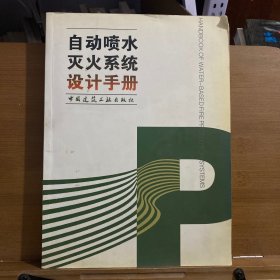 自动喷水
灭火系统
设计手册
中国建筑工业出版社
HANDBOOK OF WATER-BASED FIRE P SYSTEMS